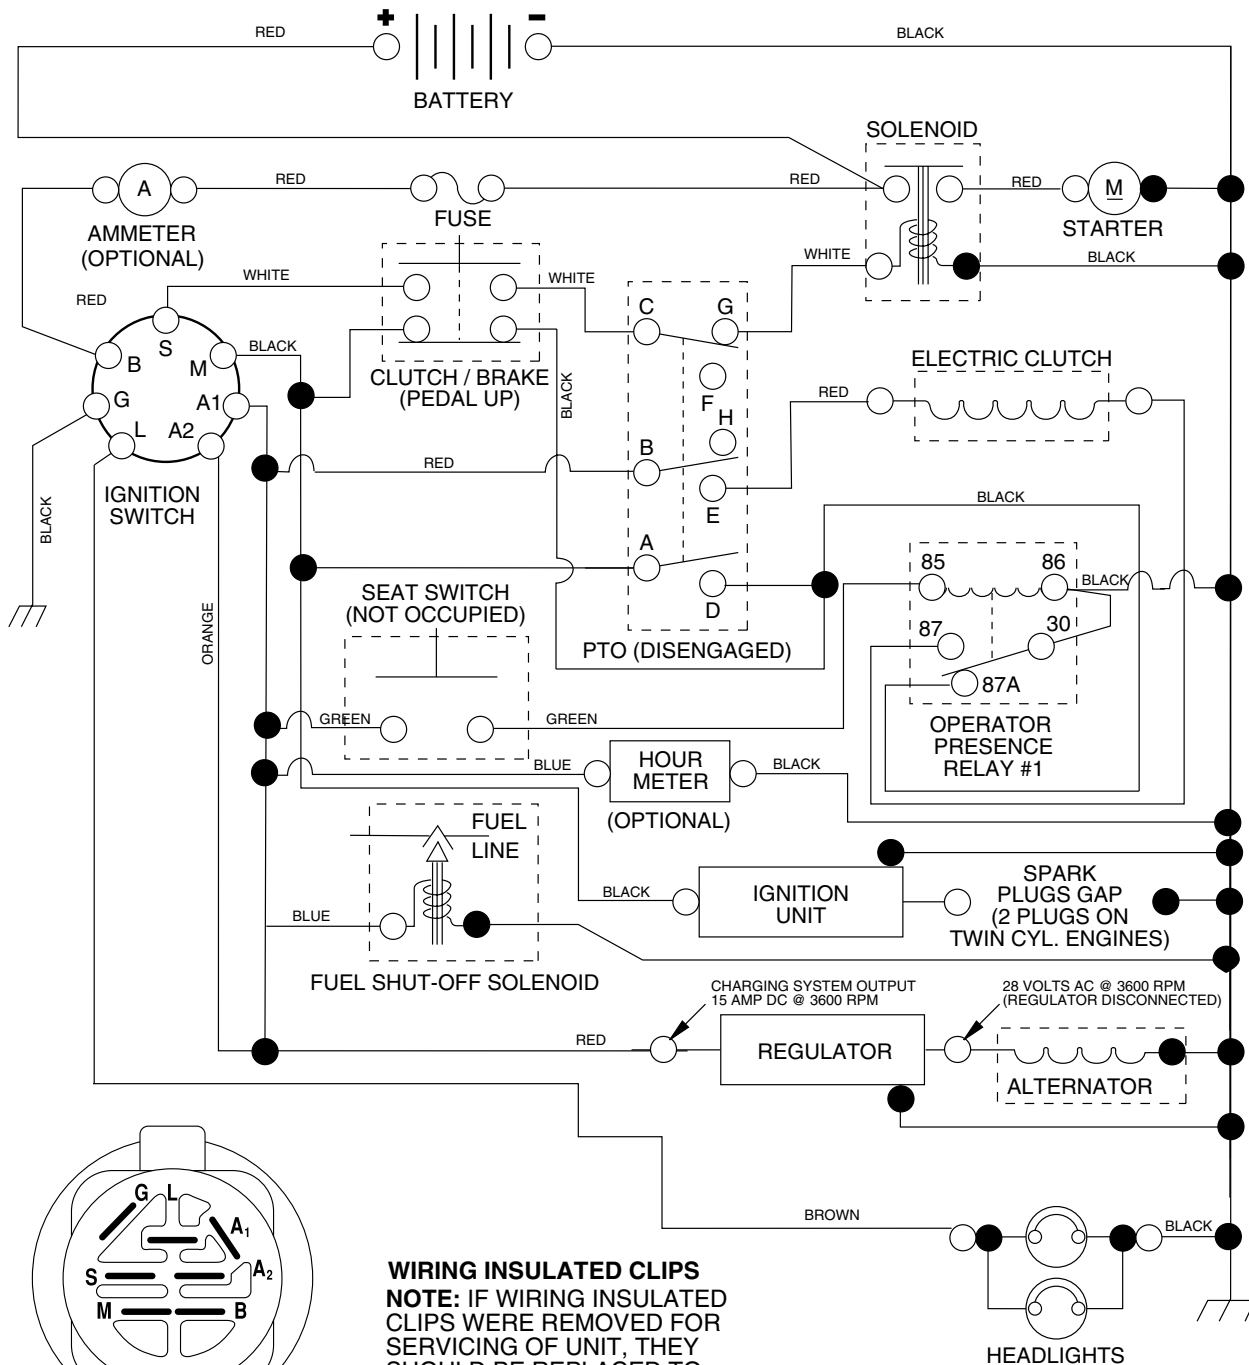 + -
RED
BLACK
BATTERY
SOLENOID
A
RED
RED
RED
M
FUSE
STARTER
AMMETER
(OPTIONAL)
WHITE
WHITE
WHITE
BLACK
RED
S
B
M
BLACK
C
G
ELECTRIC CLUTCH
CLUTCH / BRAKE
(PEDAL UP)
BLACK
RED
F
G
A1
L
A2
H
B
RED
IGNITION
SWITCH
BLACK
E
BLACK
A
85
86
BLACK
SEAT SWITCH
(NOT OCCUPIED)
D
ORANGE
87
30
PTO (DISENGAGED)
87A
GREEN
GREEN
OPERATOR
PRESENCE
RELAY #1
BLUE
HOUR
METER
BLACK
(OPTIONAL)
FUEL
LINE
BLACK
IGNITION
UNIT
SPARK
PLUGS GAP
(2 PLUGS ON
TWIN CYL. ENGINES)
BLUE
FUEL SHUT-OFF SOLENOID
CHARGING SYSTEM OUTPUT
15 AMP DC @ 3600 RPM
28 VOLTS AC @ 3600 RPM
(REGULATOR DISCONNECTED)
RED
REGULATOR
ALTERNATOR
G L
A1
S
A2
M
B
BROWN
BLACK
HEADLIGHTS
WIRING INSULATED CLIPS
NOTE: IF WIRING INSULATED
CLIPS WERE REMOVED FOR
SERVICING OF UNIT, THEY
SHOULD BE REPLACED TO